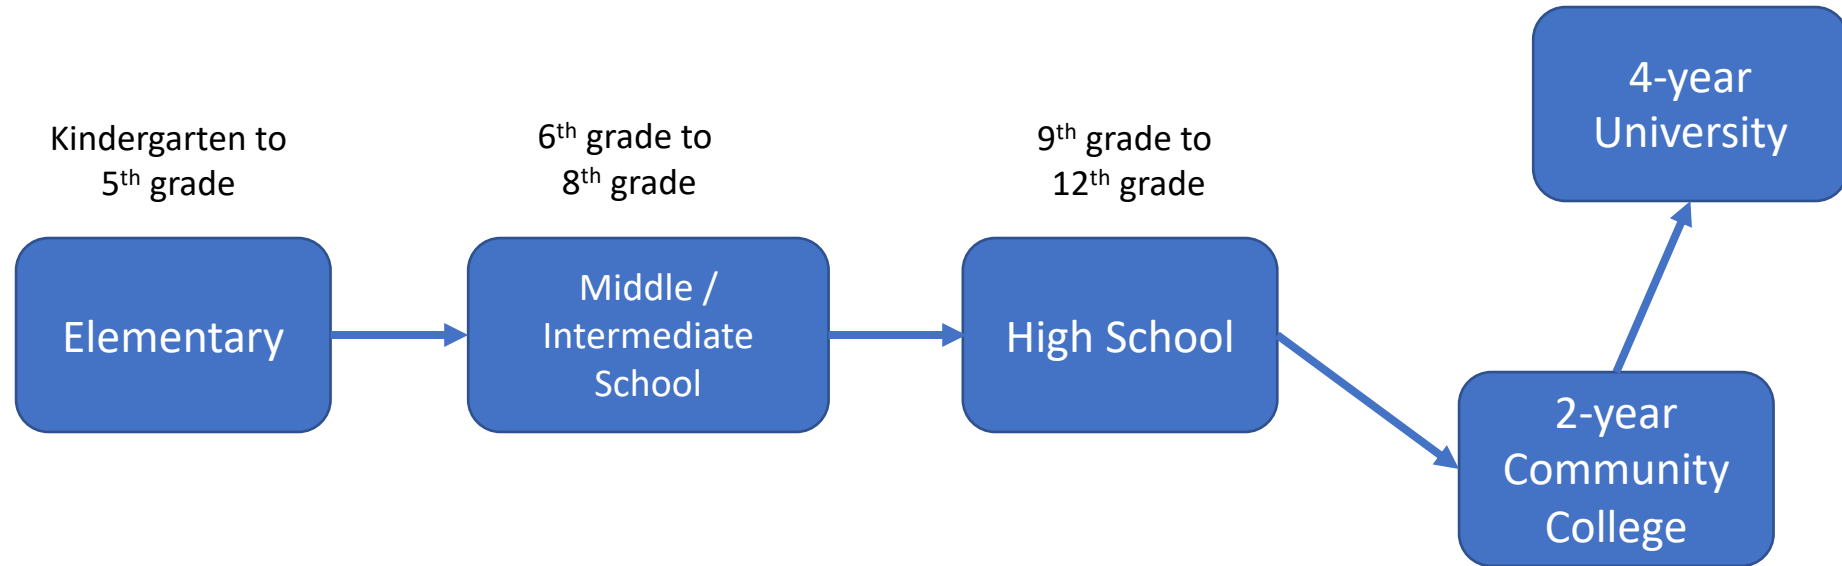 Kindergarten to
5th grade
6th grade to
8th grade
9th grade to
12th grade
4-year
University
Elementary
Middle /
Intermediate
School
High School
2-year
Community
College